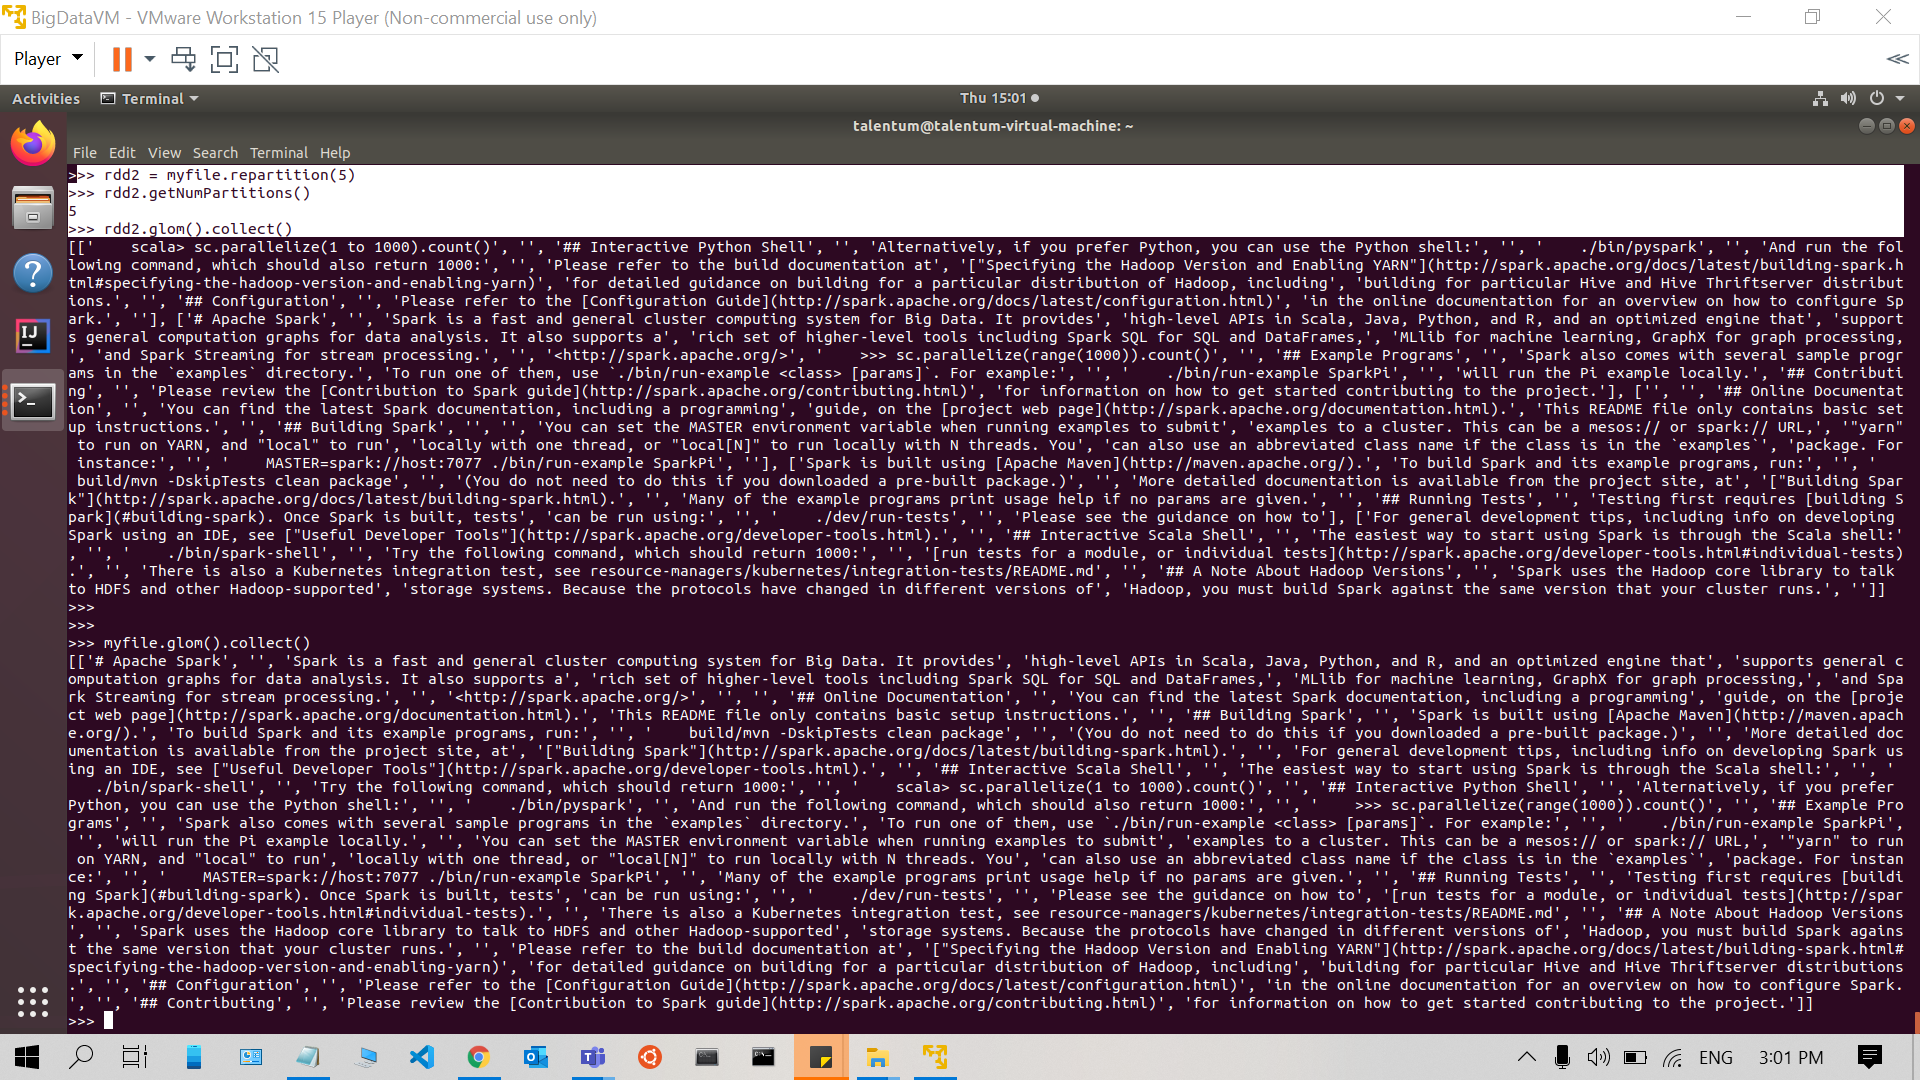 BigDataVM - VMware Workstation 15 Player (Non-commercial use only)
Player
Activities
Terminal
Thu 15:01
talentum@talentum-virtual-machine: ~
File Edit View Search Terminal Help
>>> rdd2 = myfile.repartition(5)
>>> rdd2.getNumPartitions()
5
>>> rdd2.glom().collect()
[['    scala> sc.parallelize(1 to 1000).count()', '', '## Interactive Python Shell', '', 'Alternatively, if you prefer Python, you can use the Python shell:', '', '    ./bin/pyspark', '', 'And run the fol
lowing command, which should also return 1000:', '', 'Please refer to the build documentation at', '["Specifying the Hadoop Version and Enabling YARN"](http://spark.apache.org/docs/latest/building-spark.h
tml#specifying-the-hadoop-version-and-enabling-yarn)', 'for detailed guidance on building for a particular distribution of Hadoop, including', 'building for particular Hive and Hive Thriftserver distribut
ions.', '', '## Configuration', '', 'Please refer to the [Configuration Guide](http://spark.apache.org/docs/latest/configuration.html)', 'in the online documentation for an overview on how to configure Sp
ark.', ''], ['# Apache Spark', '', 'Spark is a fast and general cluster computing system for Big Data. It provides', 'high-level APIs in Scala, Java, Python, and R, and an optimized engine that', 'support
s general computation graphs for data analysis. It also supports a', 'rich set of higher-level tools including Spark SQL for SQL and DataFrames,', 'MLlib for machine learning, GraphX for graph processing,
', 'and Spark Streaming for stream processing.', '', '<http://spark.apache.org/>', '    >>> sc.parallelize(range(1000)).count()', '', '## Example Programs', '', 'Spark also comes with several sample progr
ams in the `examples` directory.', 'To run one of them, use `./bin/run-example <class> [params]`. For example:', '', '    ./bin/run-example SparkPi', '', 'will run the Pi example locally.', '## Contributi
ng', '', 'Please review the [Contribution to Spark guide](http://spark.apache.org/contributing.html)', 'for information on how to get started contributing to the project.'], ['', '', '## Online Documentat
ion', '', 'You can find the latest Spark documentation, including a programming', 'guide, on the [project web page](http://spark.apache.org/documentation.html).', 'This README file only contains basic set
up instructions.', '', '## Building Spark', '', '', 'You can set the MASTER environment variable when running examples to submit', 'examples to a cluster. This can be a mesos:// or spark:// URL,', '"yarn"
 to run on YARN, and "local" to run', 'locally with one thread, or "local[N]" to run locally with N threads. You', 'can also use an abbreviated class name if the class is in the `examples`', 'package. For
 instance:', '', '    MASTER=spark://host:7077 ./bin/run-example SparkPi', ''], ['Spark is built using [Apache Maven](http://maven.apache.org/).', 'To build Spark and its example programs, run:', '', '
 build/mvn -DskipTests clean package', '', '(You do not need to do this if you downloaded a pre-built package.)', '', 'More detailed documentation is available from the project site, at', '["Building Spar
k"](http://spark.apache.org/docs/latest/building-spark.html).', '', 'Many of the example programs print usage help if no params are given.', '', '## Running Tests', '', 'Testing first requires [building S
park](#building-spark). Once Spark is built, tests', 'can be run using:', '', '    ./dev/run-tests', '', 'Please see the guidance on how to'], ['For general development tips, including info on developing
Spark using an IDE, see ["Useful Developer Tools"](http://spark.apache.org/developer-tools.html).', '', '## Interactive Scala Shell', '', 'The easiest way to start using Spark is through the Scala shell:'
, '', '    ./bin/spark-shell', '', 'Try the following command, which should return 1000:', '', '[run tests for a module, or individual tests](http://spark.apache.org/developer-tools.html#individual-tests)
.', '', 'There is also a Kubernetes integration test, see resource-managers/kubernetes/integration-tests/README.md', '', '## A Note About Hadoop Versions', '', 'Spark uses the Hadoop core library to talk
to HDFS and other Hadoop-supported', 'storage systems. Because the protocols have changed in different versions of', 'Hadoop, you must build Spark against the same version that your cluster runs.', '']]
>>>
>>>
>>> myfile.glom().collect()
[['# Apache Spark', '', 'Spark is a fast and general cluster computing system for Big Data. It provides', 'high-level APIs in Scala, Java, Python, and R, and an optimized engine that', 'supports general c
omputation graphs for data analysis. It also supports a', 'rich set of higher-level tools including Spark SQL for SQL and DataFrames,', 'MLlib for machine learning, GraphX for graph processing,', 'and Spa
rk Streaming for stream processing.', '', '<http://spark.apache.org/>', '', '', '## Online Documentation', '', 'You can find the latest Spark documentation, including a programming', 'guide, on the [proje
ct web page](http://spark.apache.org/documentation.html).', 'This README file only contains basic setup instructions.', '', '## Building Spark', '', 'Spark is built using [Apache Maven](http://maven.apach
e.org/).', 'To build Spark and its example programs, run:', '', '    build/mvn -DskipTests clean package', '', '(You do not need to do this if you downloaded a pre-built package.)', '', 'More detailed doc
umentation is available from the project site, at', '["Building Spark"](http://spark.apache.org/docs/latest/building-spark.html).', '', 'For general development tips, including info on developing Spark us
ing an IDE, see ["Useful Developer Tools"](http://spark.apache.org/developer-tools.html).', '', '## Interactive Scala Shell', '', 'The easiest way to start using Spark is through the Scala shell:', '', '
   ./bin/spark-shell', '', 'Try the following command, which should return 1000:', '', '    scala> sc.parallelize(1 to 1000).count()', '', '## Interactive Python Shell', '', 'Alternatively, if you prefer
Python, you can use the Python shell:', '', '    ./bin/pyspark', '', 'And run the following command, which should also return 1000:', '', '    >>> sc.parallelize(range(1000)).count()', '', '## Example Pro
grams', '', 'Spark also comes with several sample programs in the `examples` directory.', 'To run one of them, use `./bin/run-example <class> [params]`. For example:', '', '    ./bin/run-example SparkPi',
 '', 'will run the Pi example locally.', '', 'You can set the MASTER environment variable when running examples to submit', 'examples to a cluster. This can be a mesos:// or spark:// URL,', '"yarn" to run
 on YARN, and "local" to run', 'locally with one thread, or "local[N]" to run locally with N threads. You', 'can also use an abbreviated class name if the class is in the `examples`', 'package. For instan
ce:', '', '    MASTER=spark://host:7077 ./bin/run-example SparkPi', '', 'Many of the example programs print usage help if no params are given.', '', '## Running Tests', '', 'Testing first requires [buildi
ng Spark](#building-spark). Once Spark is built, tests', 'can be run using:', '', '    ./dev/run-tests', '', 'Please see the guidance on how to', '[run tests for a module, or individual tests](http://spar
k.apache.org/developer-tools.html#individual-tests).', '', 'There is also a Kubernetes integration test, see resource-managers/kubernetes/integration-tests/README.md', '', '## A Note About Hadoop Versions
', '', 'Spark uses the Hadoop core library to talk to HDFS and other Hadoop-supported', 'storage systems. Because the protocols have changed in different versions of', 'Hadoop, you must build Spark agains
t the same version that your cluster runs.', '', 'Please refer to the build documentation at', '["Specifying the Hadoop Version and Enabling YARN"](http://spark.apache.org/docs/latest/building-spark.html#
specifying-the-hadoop-version-and-enabling-yarn)', 'for detailed guidance on building for a particular distribution of Hadoop, including', 'building for particular Hive and Hive Thriftserver distributions
.', '', '## Configuration', '', 'Please refer to the [Configuration Guide](http://spark.apache.org/docs/latest/configuration.html)', 'in the online documentation for an overview on how to configure Spark.
', '', '## Contributing', '', 'Please review the [Contribution to Spark guide](http://spark.apache.org/contributing.html)', 'for information on how to get started contributing to the project.']]
>>>
ENG
3:01 PM